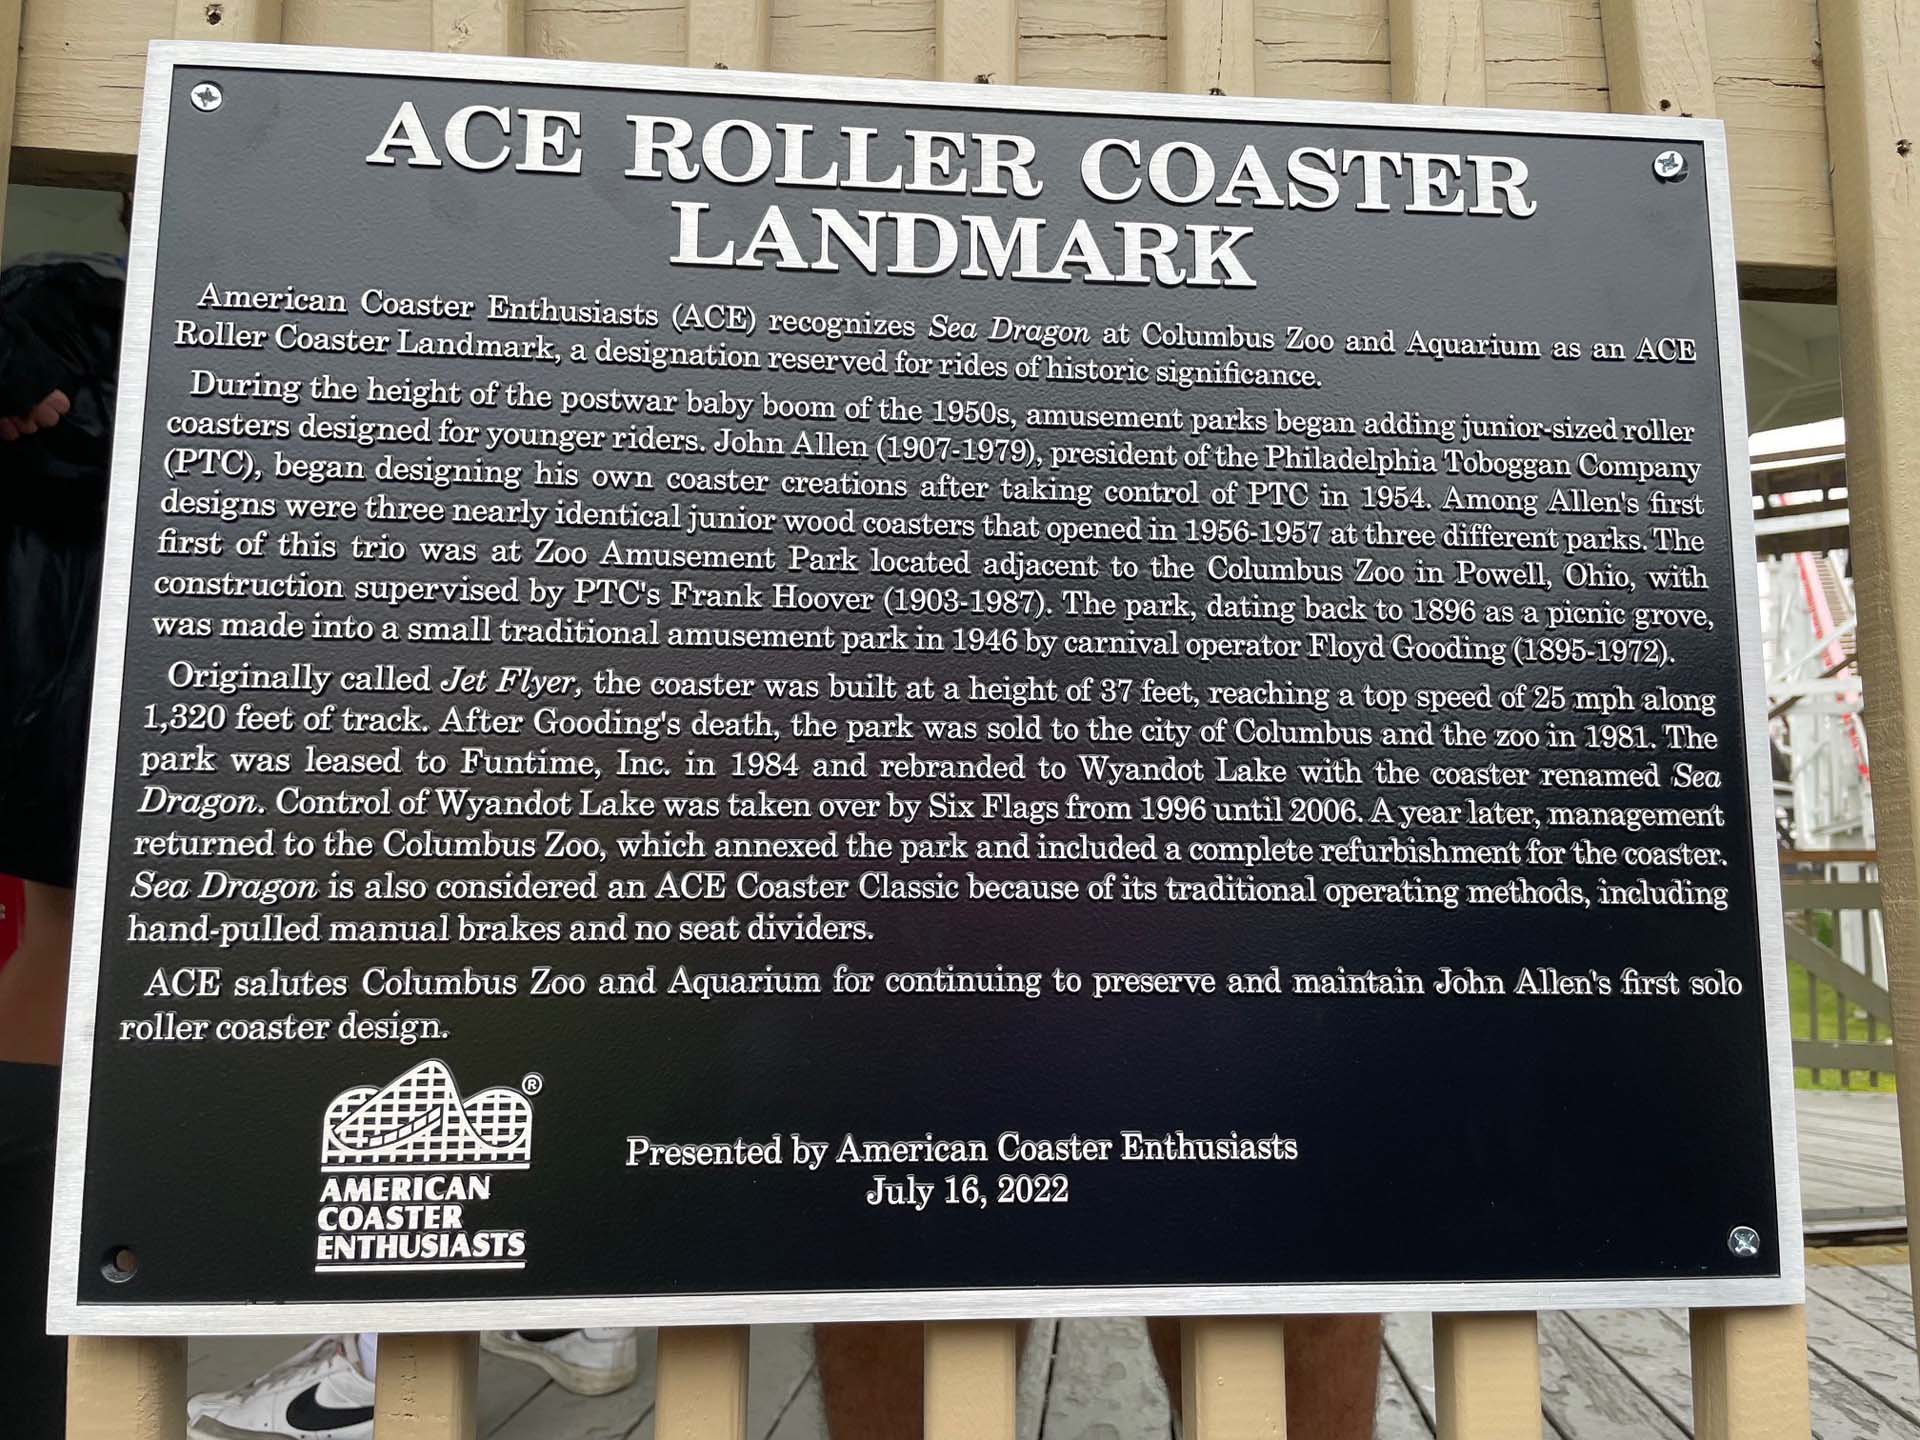 ACE ROLLER COASTER
LANDMARK
American Coaster Enthusiasts (ACE) recognizes Sea Dragon at Columbus Zoo and Aquarium as an ACE
Roller Coaster Landmark, a designation reserved for rides of historic significance.
During the height of the postwar baby boom of the 1950s, amusement parks began adding junior-sized roller
coasters designed for younger riders. John Allen (1907-1979), president of the Philadelphia Toboggan Company
(PTC), began designing his own coaster creations after taking control of PTC in 1954. Among Allen's first
designs were three nearly identical junior wood coasters that opened in 1956-1957 at three different parks. The
first of this trio was at Zoo Amusement Park located adjacent to the Columbus Zoo in Powell, Ohio, with
construction supervised by PTC's Frank Hoover (1903-1987). The park, dating back to 1896 as a picnic grove,
was made into a small traditional amusement park in 1946 by carnival operator Floyd Gooding (1895-1972).
Originally called Jet Flyer, the coaster was built at a height of 37 feet, reaching a top speed of 25 mph along
1,320 feet of track. After Gooding's death, the park was sold to the city of Columbus and the zoo in 1981. The
park was leased to Funtime, Inc. in 1984 and rebranded to Wyandot Lake with the coaster renamed Sea
Dragon. Control of Wyandot Lake was taken over by Six Flags from 1996 until 2006. A year later, management
returned to the Columbus Zoo, which annexed the park and included a complete refurbishment for the coaster.
Sea Dragon is also considered an ACE Coaster Classic because of its traditional operating methods, including
hand-pulled manual brakes and no seat dividers.
ACE salutes Columbus Zoo and Aquarium for continuing to preserve and maintain John Allen's first solo
roller coaster design.
®
AMERICAN
COASTER
ENTHUSIASTS
Presented by American Coaster Enthusiasts
July 16, 2022